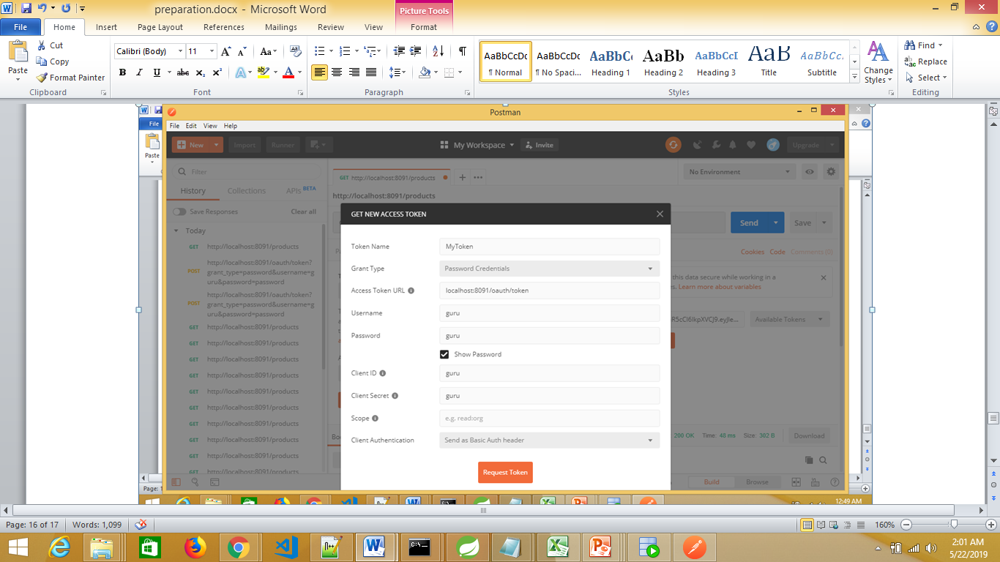 preparation.docx - Microsoft Word
Picture Tools
File Home Insert Page Layout References Mailings Review View Format
Paste
Cut
Copy
Format Painter
Clipboard
Calibri (Body) 11
Font
Paragraph
AaBbCcDc AaBbCcDc AaBbCc AaBbCc AaBbCcI AaB AaBbCcI
¶ Normal ¶ No Spaci... Heading 1 Heading 2 Heading 3 Title Subtitle
Change Styles
Styles
Find
Replace
Select
Editing
File
Paste
Postman
File Edit View Help
New Import Runner
My Workspace Invite
Upgrade
Filter
History Collections APIs BETA
Save Responses Clear all
Today
GET http://localhost:8091/products
POST http://localhost:8091/oauth/token?
grant_type=password&username=g
uru&password=password
POST http://localhost:8091/oauth/token?
grant_type=password&username=g
uru&password=password
GET http://localhost:8091/products
GET http://localhost:8091/products
GET http://localhost:8091/products
GET http://localhost:8091/products
GET http://localhost:8091/products
GET http://localhost:8091/products
GET http://localhost:8091/products
GET http://localhost:8091/products
GET http://localhost:8091/products
GET http://localhost:8091/products
GET http://localhost:8091/products
No Environment
http://localhost:8091/products
Send Save
Cookies Code Comments (0)
this data secure while working in a
Learn more about variables
Available Tokens
200 OK Time: 48 ms Size: 302 B Download
GET NEW ACCESS TOKEN
Token Name MyToken
Grant Type Password Credentials
Access Token URL localhost:8091/oauth/token
Username guru
Password guru
Show Password
Client ID guru
Client Secret guru
Scope e.g. read:org
Client Authentication Send as Basic Auth header
Request Token
Build Browse
Page: 1
12:49 AM
Page: 16 of 17 Words: 1,099
160%
2:01 AM
5/22/2019